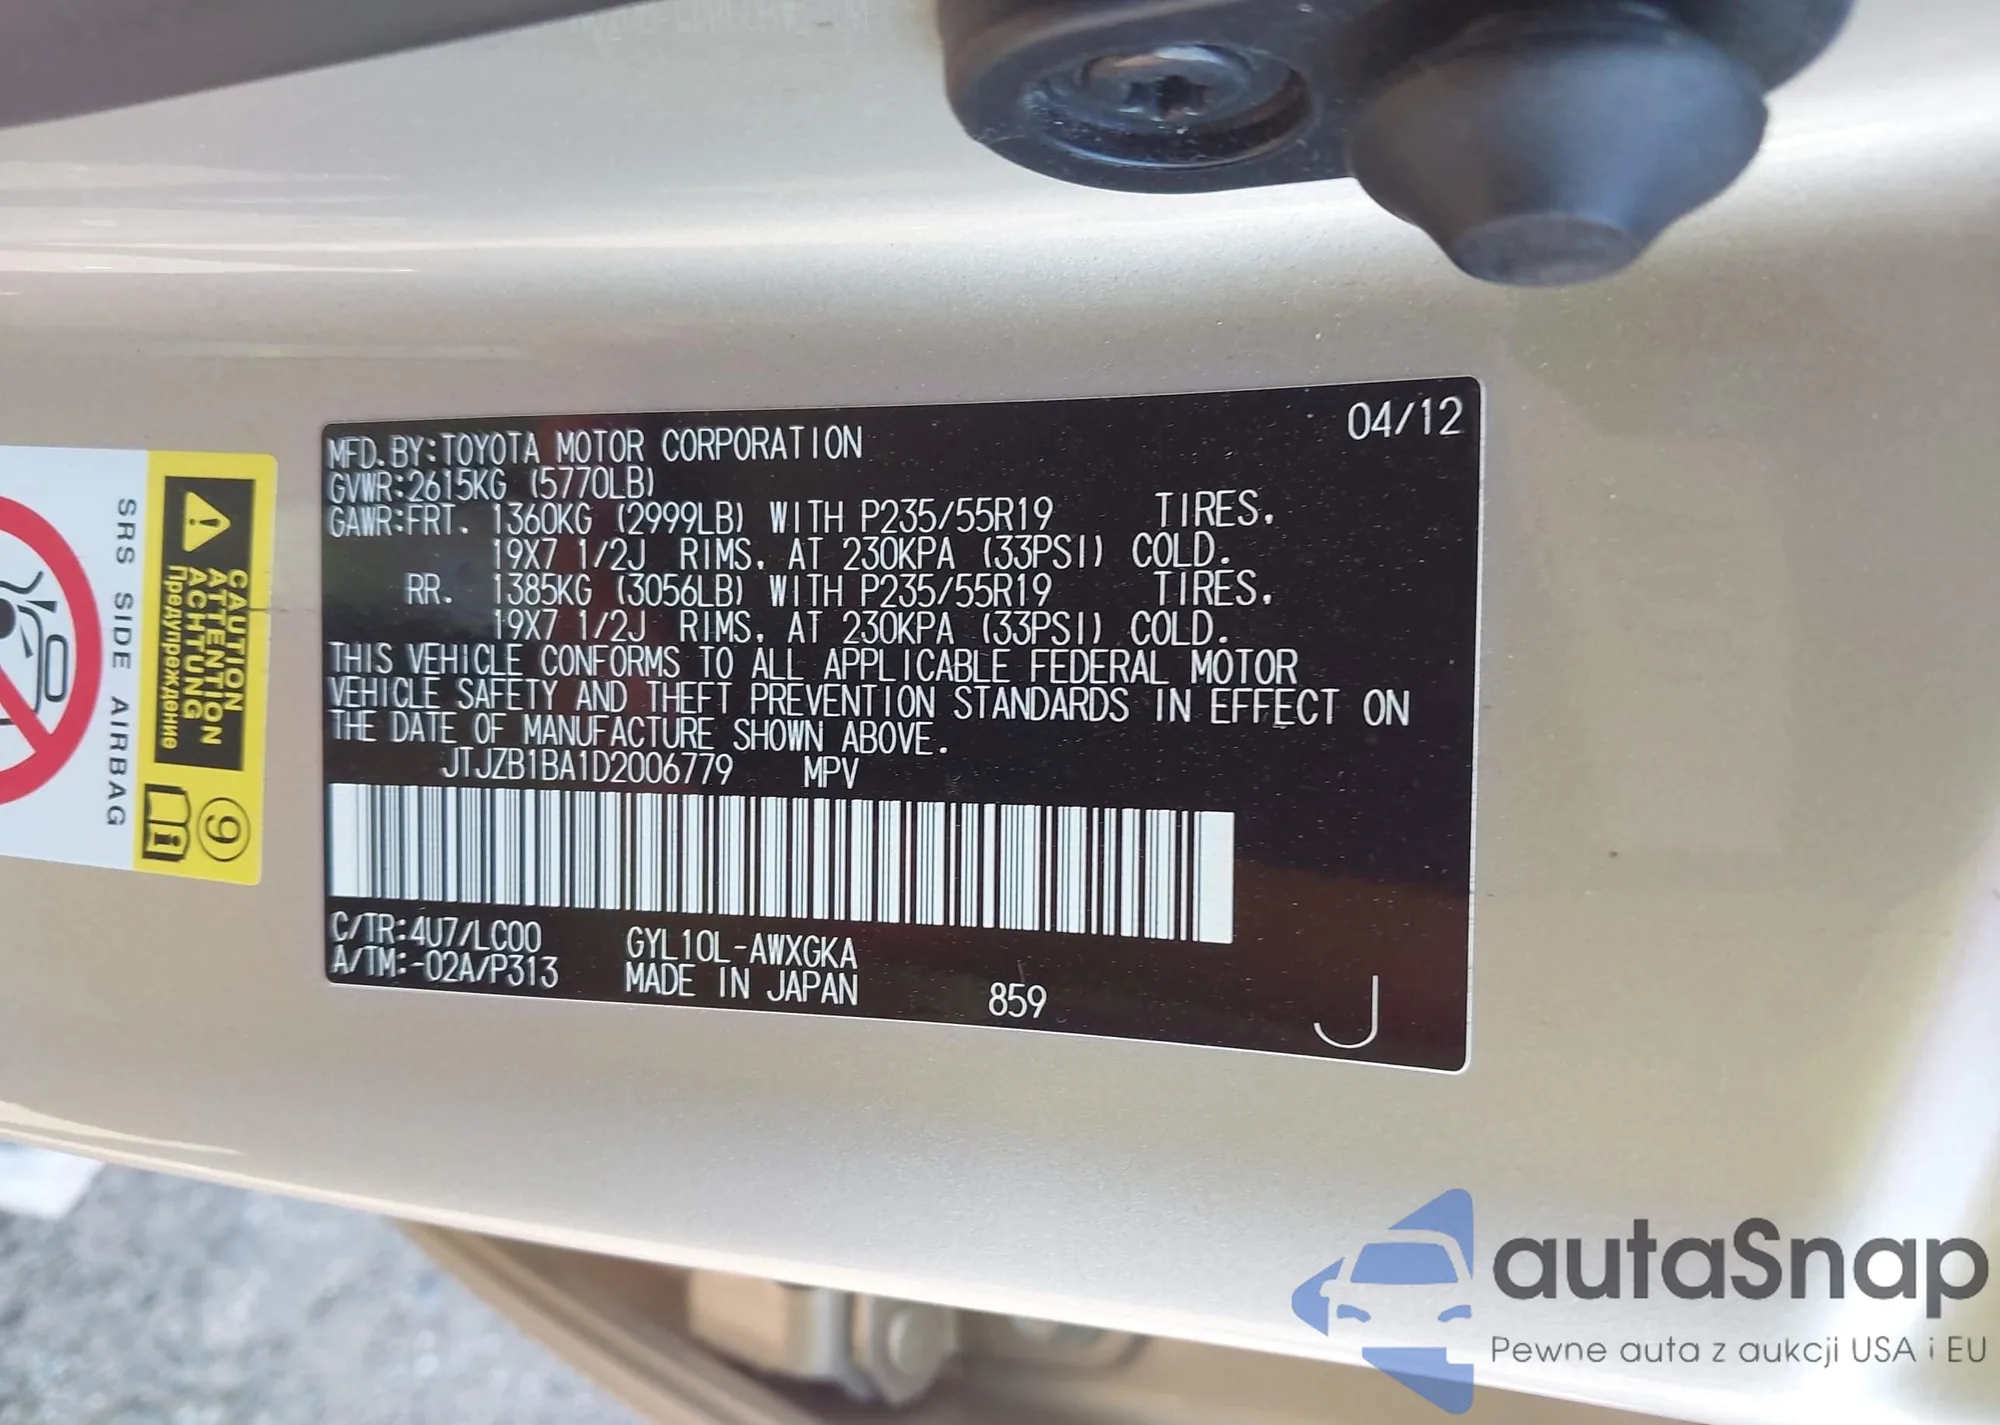 04/12
MFD.BY:TOYOTA MOTOR CORPORATION
GVWR:2615KG (5770LB)
GAWR:FRT. 1360KG (2999LB) WITH P235/55R19 TIRES,
19X7 1/2J RIMS, AT 230KPA (33PSI) COLD.
RR. 1385KG (3056LB) WITH P235/55R19 TIRES,
19X7 1/2J RIMS, AT 230KPA (33PSI) COLD.
THIS VEHICLE CONFORMS TO ALL APPLICABLE FEDERAL MOTOR
VEHICLE SAFETY AND THEFT PREVENTION STANDARDS IN EFFECT ON
THE DATE OF MANUFACTURE SHOWN ABOVE.
JTJZB1BA1D2006779 MPV
C/TR:4U7/LC00 GYL10L-AWXGKA
A/TM:-02A/P313 MADE IN JAPAN 859 J
CAUTION
ATTENTION
ACHTUNG
Предупреждение
SRS SIDE AIRBAG
9
i
autaSnap
Pewne auta z aukcji USA i EU